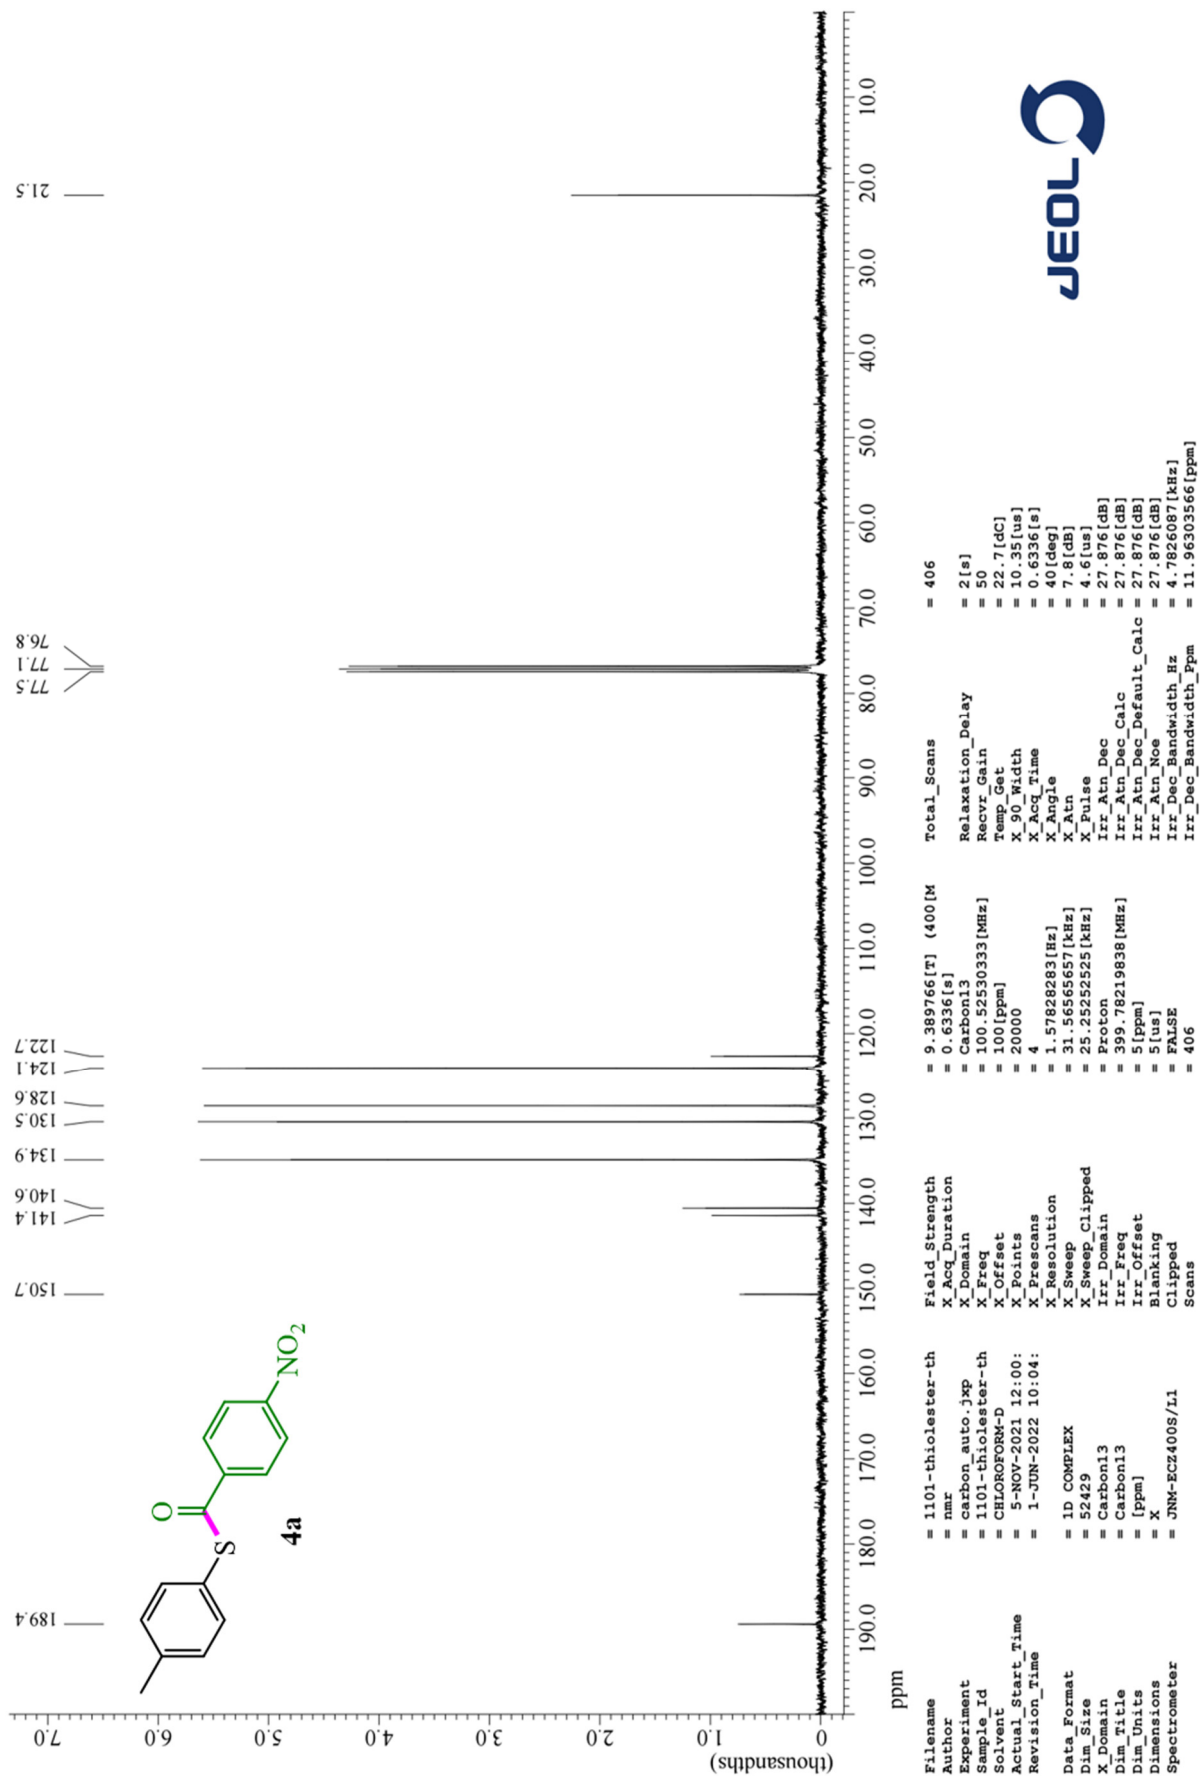 189.4
150.7
141.4
140.6
134.9
130.5
128.6
124.1
122.7
77.5
77.1
76.8
21.5
O
S
NO2
4a
(thousandths)
0
1.0
2.0
3.0
4.0
5.0
6.0
7.0
ppm
190.0
180.0
170.0
160.0
150.0
140.0
130.0
120.0
110.0
100.0
90.0
80.0
70.0
60.0
50.0
40.0
30.0
20.0
10.0
Filename = 1101-thiolester-th
Author = nmr
Experiment = carbon_auto.jxp
Sample_Id = 1101-thiolester-th
Solvent = CHLOROFORM-D
Actual_Start_Time = 5-NOV-2021 12:00:
Revision_Time = 1-JUN-2022 10:04:
Data_Format = 1D COMPLEX
Dim_Size = 52429
X_Domain = Carbon13
Dim_Title = Carbon13
Dim_Units = [ppm]
Dimensions = X
Spectrometer = JNM-ECZ400S/L1
Field_Strength = 9.389766[T] (400[M
X_Acq_Duration = 0.6336[s]
X_Domain = Carbon13
X_Freq = 100.52530333[MHz]
X_Offset = 100[ppm]
X_Points = 20000
X_Prescans = 4
X_Resolution = 1.57828283[Hz]
X_Sweep = 31.56565657[kHz]
X_Sweep_Clipped = 25.25252525[kHz]
Irr_Domain = Proton
Irr_Freq = 399.78219838[MHz]
Irr_Offset = 5[ppm]
Blanking = 5[us]
Clipped = FALSE
Scans = 406
Total_Scans = 406
Relaxation_Delay = 2[s]
Recvr_Gain = 50
Temp_Get = 22.7[dC]
X_90_Width = 10.35[us]
X_Acq_Time = 0.6336[s]
X_Angle = 40[deg]
X_Atn = 7.8[dB]
X_Pulse = 4.6[us]
Irr_Atn_Dec = 27.876[dB]
Irr_Atn_Dec_Calc = 27.876[dB]
Irr_Atn_Dec_Default_Calc = 27.876[dB]
Irr_Atn_Noe = 27.876[dB]
Irr_Dec_Bandwidth_Hz = 4.7826087[kHz]
Irr_Dec_Bandwidth_Ppm = 11.96303566[ppm]
JEOL